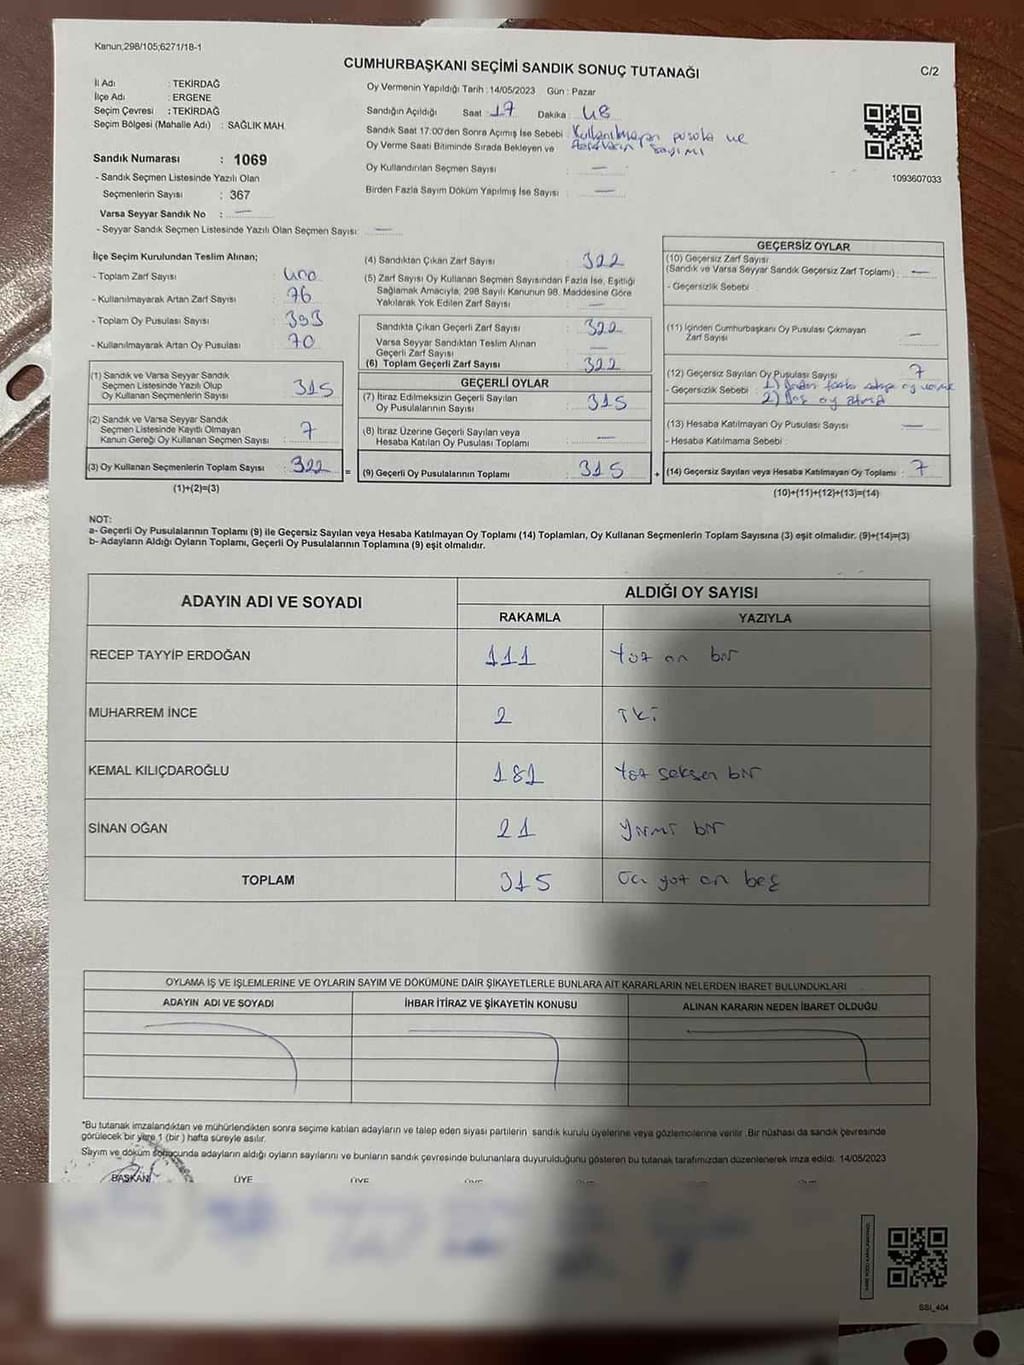 Kanun,298/105;6271/18-1
CUMHURBAŞKANI SEÇİMİ SANDIK SONUÇ TUTANAĞI
C/2
İl Adı : TEKİRDAĞ
İlçe Adı : ERGENE
Seçim Çevresi : TEKİRDAĞ
Seçim Bölgesi (Mahalle Adı) : SAĞLIK MAH.
Sandık Numarası : 1069
- Sandık Seçmen Listesinde Yazılı Olan
Seçmenlerin Sayısı : 367
Varsa Seyyar Sandık No : —
- Seyyar Sandık Seçmen Listesinde Yazılı Olan Seçmen Sayısı: —
Oy Vermenin Yapıldığı Tarih : 14/05/2023 Gün : Pazar
Sandığın Açıldığı Saat : 17 Dakika : 48
Sandık Saat 17:00'den Sonra Açımış İse Sebebi : Kullanılmayan pusula ve
Oy Verme Saati Bitiminde Sırada Bekleyen ve sayımı
Oy Kullandırılan Seçmen Sayısı : —
Birden Fazla Sayım Döküm Yapılmış İse Sayısı : —
1093607033
İlçe Seçim Kurulundan Teslim Alınan;
- Toplam Zarf Sayısı : 400
- Kullanılmayarak Artan Zarf Sayısı : 76
- Toplam Oy Pusulası Sayısı : 393
- Kullanılmayarak Artan Oy Pusulası : 70
(1) Sandık ve Varsa Seyyar Sandık
Seçmen Listesinde Yazılı Olup
Oy Kullanan Seçmenlerin Sayısı : 315
(2) Sandık ve Varsa Seyyar Sandık
Seçmen Listesinde Kayıtlı Olmayan
Kanun Gereği Oy Kullanan Seçmen Sayısı : 7
(3) Oy Kullanan Seçmenlerin Toplam Sayısı : 322 =
(1)+(2)=(3)
(4) Sandıktan Çıkan Zarf Sayısı : 322
(5) Zarf Sayısı Oy Kullanan Seçmen Sayısından Fazla İse, Eşitliği
Sağlamak Amacıyla, 298 Sayılı Kanunun 98. Maddesine Göre
Yakılarak Yok Edilen Zarf Sayısı : —
Sandıkta Çıkan Geçerli Zarf Sayısı : 322
Varsa Seyyar Sandıktan Teslim Alınan
Geçerli Zarf Sayısı : —
(6) Toplam Geçerli Zarf Sayısı : 322
GEÇERLİ OYLAR
(7) İtiraz Edilmeksizin Geçerli Sayılan
Oy Pusulalarının Sayısı : 315
(8) İtiraz Üzerine Geçerli Sayılan veya
Hesaba Katılan Oy Pusulaları Toplamı : —
(9) Geçerli Oy Pusulalarının Toplamı : 315 +
GEÇERSİZ OYLAR
(10) Geçersiz Zarf Sayısı
(Sandık ve Varsa Seyyar Sandık Geçersiz Zarf Toplamı) : —
- Geçersizlik Sebebi :
(11) İçinden Cumhurbaşkanı Oy Pusulası Çıkmayan
Zarf Sayısı : —
(12) Geçersiz Sayılan Oy Pusulası Sayısı : 7
- Geçersizlik Sebebi : 1) Birden fazla adaya oy verme
2) Boş oy atma
(13) Hesaba Katılmayan Oy Pusulası Sayısı : —
- Hesaba Katılmama Sebebi :
(14) Geçersiz Sayılan veya Hesaba Katılmayan Oy Toplamı : 7
(10)+(11)+(12)+(13)=(14)
NOT:
a- Geçerli Oy Pusulalarının Toplamı (9) ile Geçersiz Sayılan veya Hesaba Katılmayan Oy Toplamı (14) Toplamları, Oy Kullanan Seçmenlerin Toplam Sayısına (3) eşit olmalıdır. (9)+(14)=(3)
b- Adayların Aldığı Oyların Toplamı, Geçerli Oy Pusulalarının Toplamına (9) eşit olmalıdır.
ADAYIN ADI VE SOYADI
ALDIĞI OY SAYISI
RAKAMLA YAZIYLA
RECEP TAYYİP ERDOĞAN 111 Yüz on bir
MUHARREM İNCE 2 İki
KEMAL KILIÇDAROĞLU 181 Yüz seksen bir
SİNAN OĞAN 21 Yirmi bir
TOPLAM 315 Üç yüz on beş
OYLAMA İŞ VE İŞLEMLERİNE VE OYLARIN SAYIM VE DÖKÜMÜNE DAİR ŞİKAYETLERLE BUNLARA AİT KARARLARIN NELERDEN İBARET BULUNDUKLARI
ADAYIN ADI VE SOYADI İHBAR İTİRAZ VE ŞİKAYETİN KONUSU ALINAN KARARIN NEDEN İBARET OLDUĞU
*Bu tutanak imzalandıktan ve mühürlendikten sonra seçime katılan adayların ve talep eden siyasi partilerin sandık kurulu üyelerine veya gözlemcilerine verilir. Bir nüshası da sandık çevresinde
görülecek bir yere 1 (bir ) hafta süreyle asılır.
Sayım ve döküm sonucunda adayların aldığı oyların sayılarını ve bunların sandık çevresinde bulunanlara duyurulduğunu gösteren bu tutanak tarafımızdan düzenlenerek imza edildi. 14/05/2023
BAŞKAN ÜYE ÜYE ÜYE ÜYE ÜYE
SSI_404